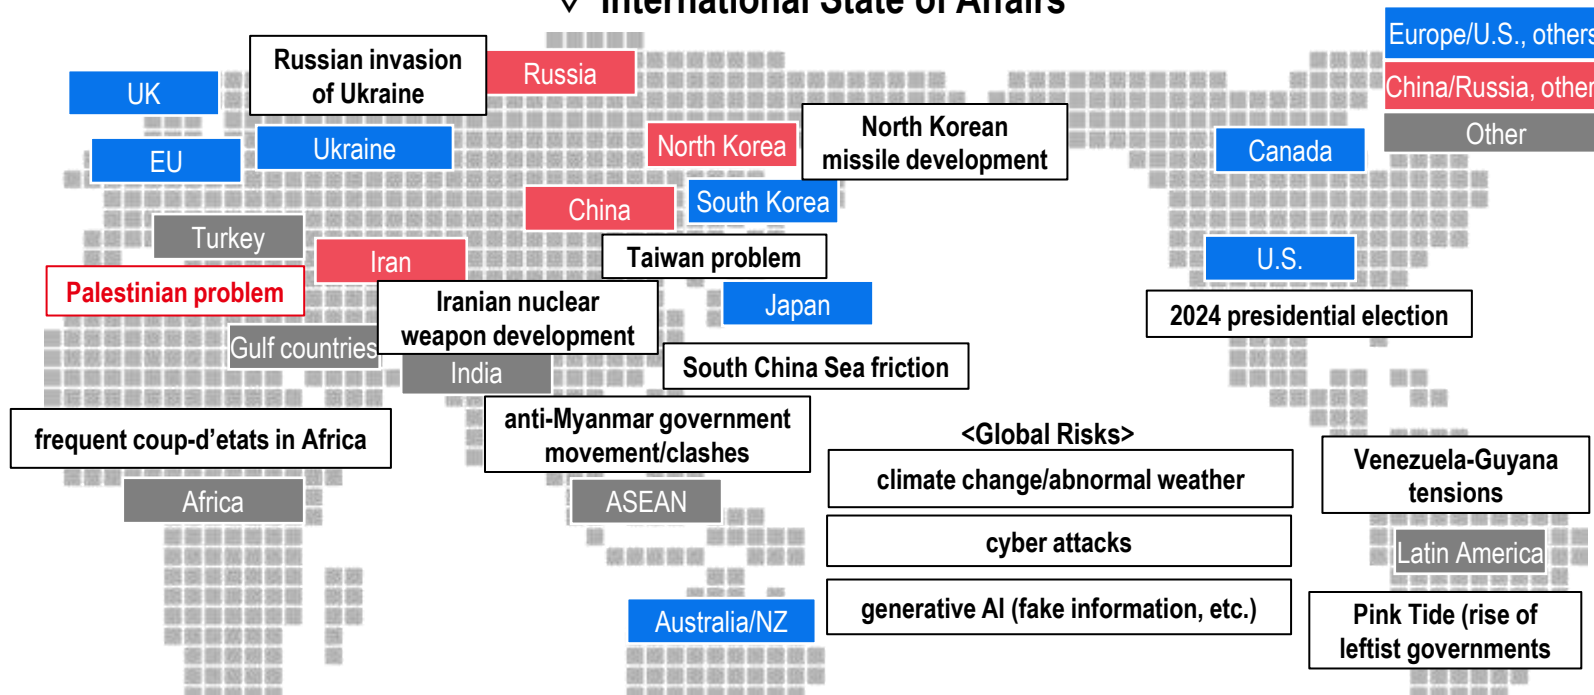 ▽ International State of Affairs
Europe/U.S., others
China/Russia, other
Other
Russian invasion
of Ukraine
Russia
UK
Ukraine
EU
North Korea
North Korean
missile development
Canada
China
South Korea
Turkey
Iran
Taiwan problem
U.S.
Palestinian problem
Iranian nuclear
weapon development
Japan
2024 presidential election
Gulf countries
India
South China Sea friction
frequent coup-d’etats in Africa
anti-Myanmar government
movement/clashes
<Global Risks>
climate change/abnormal weather
cyber attacks
generative AI (fake information, etc.)
Venezuela-Guyana
tensions
Africa
ASEAN
Latin America
Australia/NZ
Pink Tide (rise of
leftist governments